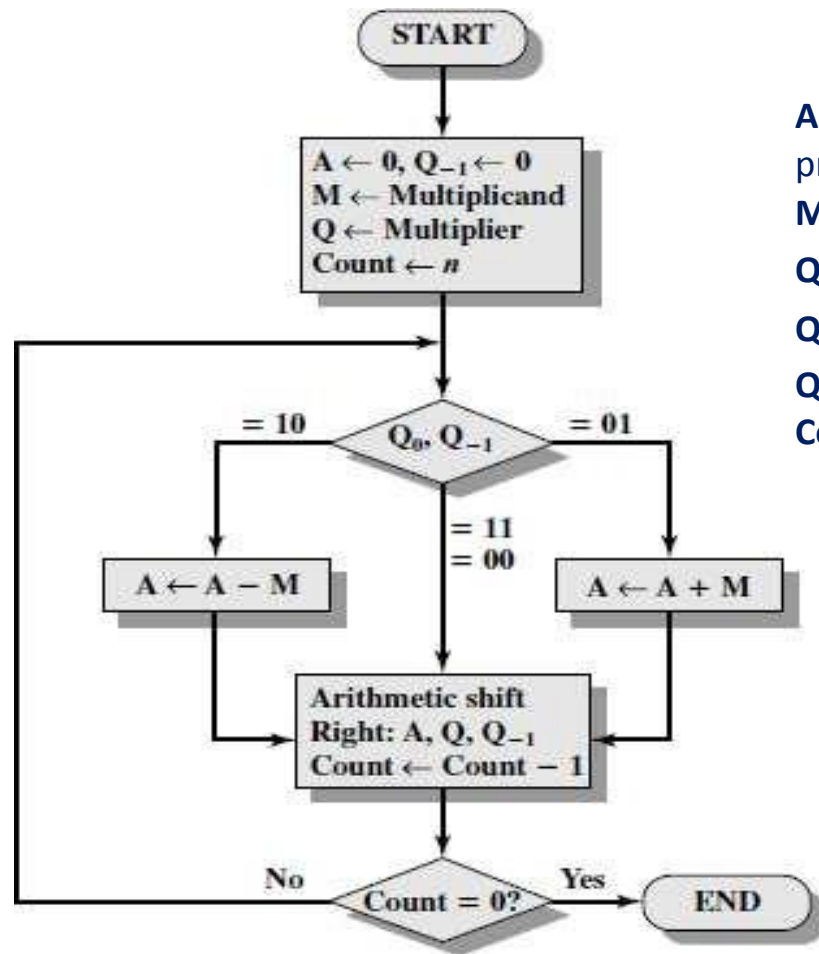 START
A ← 0, Q₋₁ ← 0
M ← Multiplicand
Q ← Multiplier
Count ← n
= 10
Q₀, Q₋₁
= 01
= 11
= 00
A ← A − M
A ← A + M
Arithmetic shift
Right: A, Q, Q₋₁
Count ← Count − 1
No
Count = 0?
Yes
END
A
M
Q
Q
Q